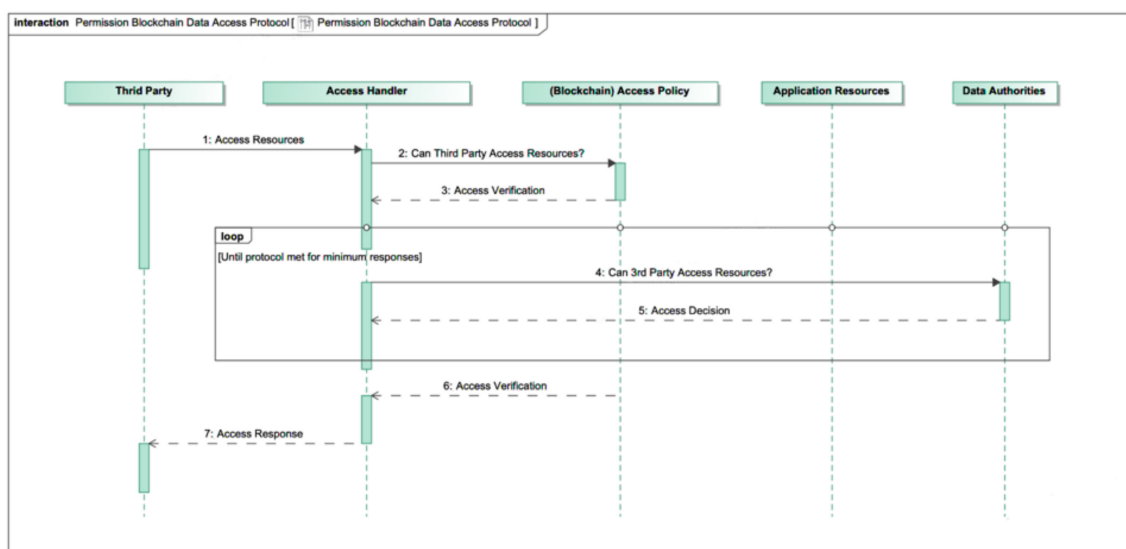 interaction Permission Blockchain Data Access Protocol[ Permission Blockchain Data Access Protocol ]
Thrid Party
Access Handler
(Blockchain) Access Policy
Application Resources
Data Authorities
1: Access Resources
2: Can Third Party Access Resources?
3: Access Verification
loop
[Until protocol met for minimum responses]
4: Can 3rd Party Access Resources?
5: Access Decision
6: Access Verification
7: Access Response